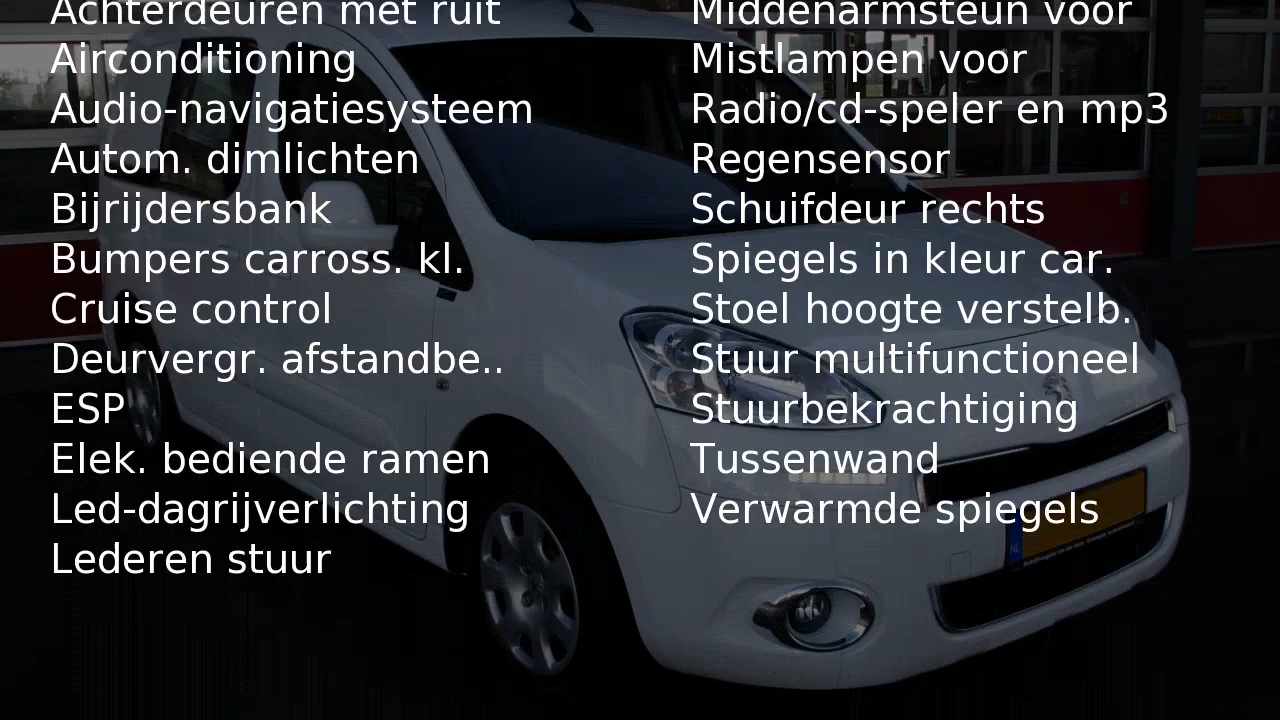 Achterdeuren met ruit
Airconditioning
Audio-navigatiesysteem
Autom. dimlichten
Bijrijdersbank
Bumpers carross. kl.
Cruise control
Deurvergr. afstandbe..
ESP
Elek. bediende ramen
Led-dagrijverlichting
Lederen stuur
Middenarmsteun voor
Mistlampen voor
Radio/cd-speler en mp3
Regensensor
Schuifdeur rechts
Spiegels in kleur car.
Stoel hoogte verstelb.
Stuur multifunctioneel
Stuurbekrachtiging
Tussenwand
Verwarmde spiegels
NL